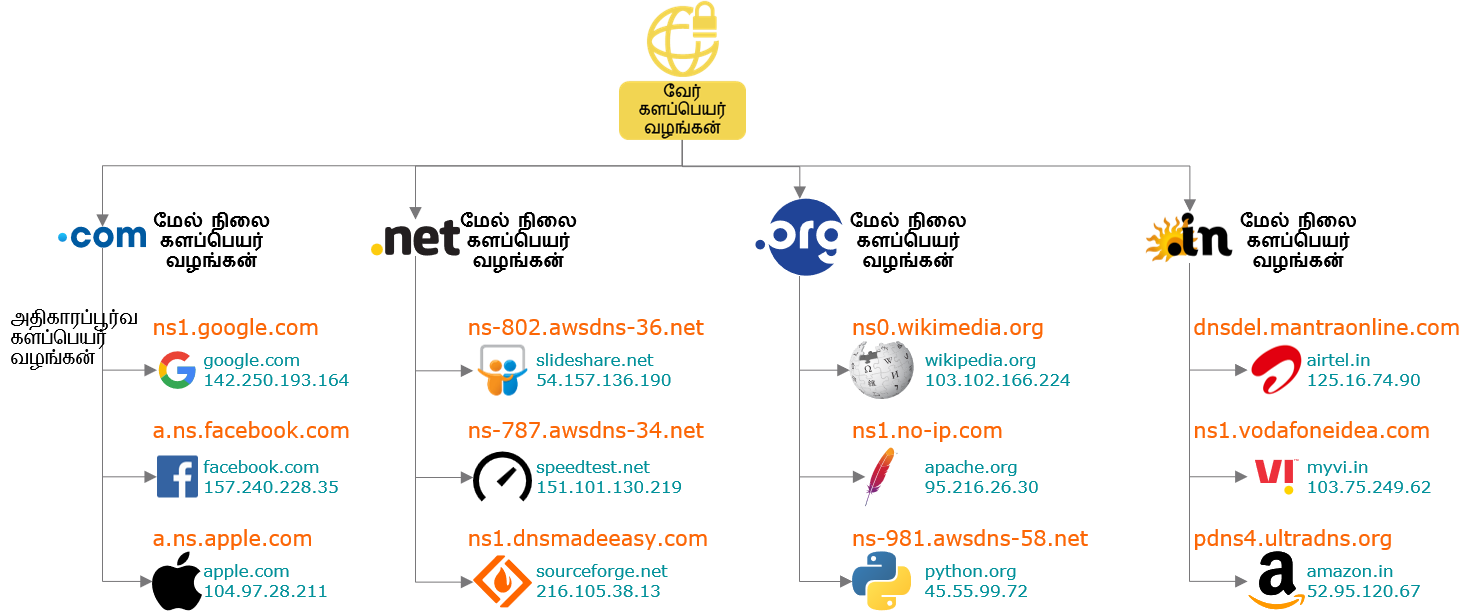 வேர்
களப்பெயர்
வழங்கன்
.com
மேல் நிலை
களப்பெயர்
வழங்கன்
.net
மேல் நிலை
களப்பெயர்
வழங்கன்
.org
மேல் நிலை
களப்பெயர்
வழங்கன்
.in
மேல் நிலை
களப்பெயர்
வழங்கன்
அதிகாரப்பூர்வ
களப்பெயர்
வழங்கன்
ns1.google.com
google.com
142.250.193.164
a.ns.facebook.com
facebook.com
157.240.228.35
a.ns.apple.com
apple.com
104.97.28.211
ns-802.awsdns-36.net
slideshare.net
54.157.136.190
ns-787.awsdns-34.net
speedtest.net
151.101.130.219
ns1.dnsmadeeasy.com
sourceforge.net
216.105.38.13
ns0.wikimedia.org
wikipedia.org
103.102.166.224
ns1.no-ip.com
apache.org
95.216.26.30
ns-981.awsdns-58.net
python.org
45.55.99.72
dnsdel.mantraonline.com
airtel.in
125.16.74.90
ns1.vodafoneidea.com
VI
myvi.in
103.75.249.62
pdns4.ultradns.org
amazon.in
52.95.120.67